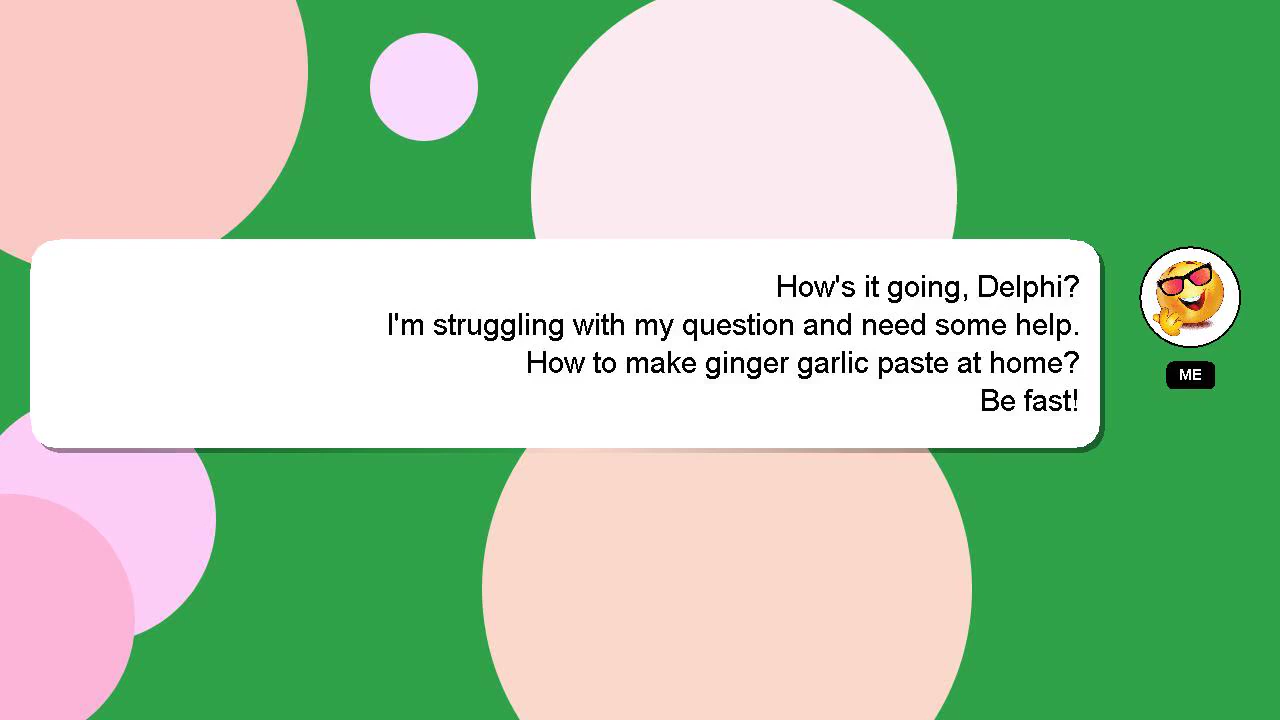 How's it going, Delphi?
I'm struggling with my question and need some help.
How to make ginger garlic paste at home?
Be fast!
ME